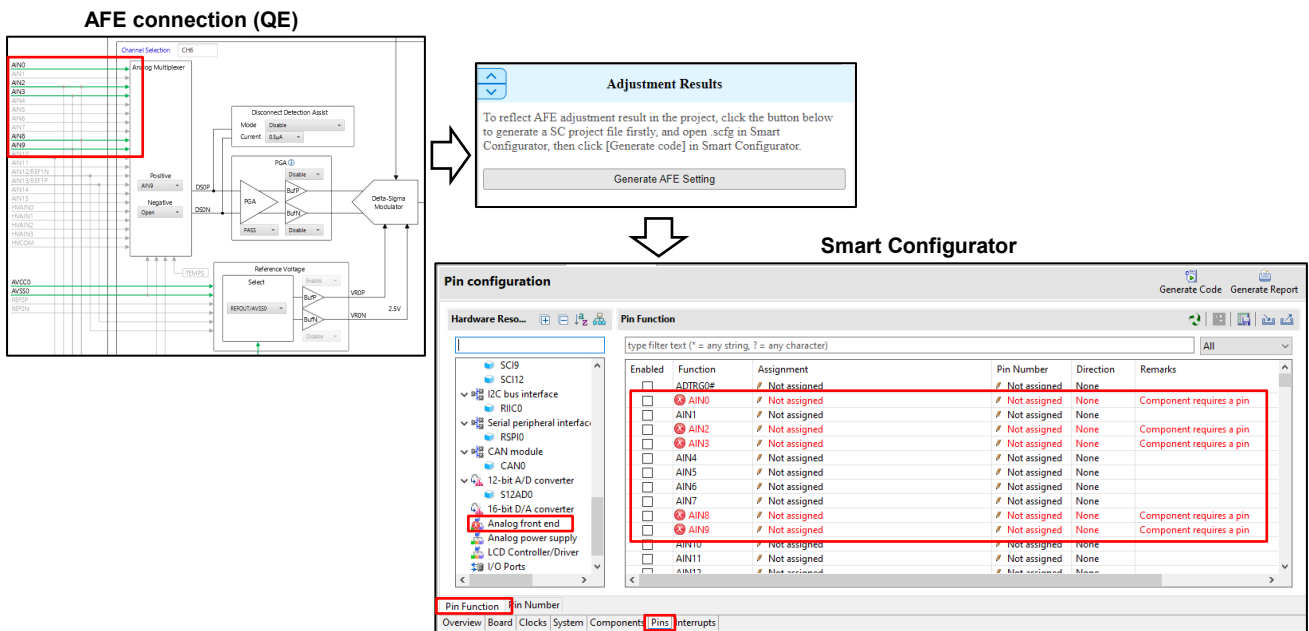 AFE connection (QE)
Channel Selection CH6
AIN0
AIN1
AIN2
AIN3
AIN4
AIN5
AIN6
AIN7
AIN8
AIN9
AIN10
AIN11
AIN12/REF1N
AIN13/REF1P
AIN14
AIN15
HVAIN0
HVAIN1
HVAIN2
HVAIN3
HVCOM
AVCC0
AVSS0
REF0P
REF0N
Analog Multiplexer
Positive
AIN9
Negative
Open
DS0P
DS0N
TEMPS
Disconnect Detection Assist
Mode Disable
Current 0.5μA
PGA
Disable
BufP
PGA
BufN
PASS
Disable
Delta-Sigma
Modulator
Reference Voltage
Select
Enable
REFOUT/AVSS0
BufP
VR0P
BufN
VR0N
2.5V
Disable
Adjustment Results
To reflect AFE adjustment result in the project, click the button below
to generate a SC project file firstly, and open .scfg in Smart
Configurator, then click [Generate code] in Smart Configurator.
Generate AFE Setting
Smart Configurator
Pin configuration
Generate Code Generate Report
Hardware Reso...
SCI9
SCI12
I2C bus interface
RIIC0
Serial peripheral interfac
RSPI0
CAN module
CAN0
12-bit A/D converter
S12AD0
16-bit D/A converter
Analog front end
Analog power supply
LCD Controller/Driver
I/O Ports
Pin Function
type filter text (* = any string, ? = any character) All
Enabled Function Assignment Pin Number Direction Remarks
ADTRG0# Not assigned Not assigned None
AIN0 Not assigned Not assigned None Component requires a pin
AIN1 Not assigned Not assigned None
AIN2 Not assigned Not assigned None Component requires a pin
AIN3 Not assigned Not assigned None Component requires a pin
AIN4 Not assigned Not assigned None
AIN5 Not assigned Not assigned None
AIN6 Not assigned Not assigned None
AIN7 Not assigned Not assigned None
AIN8 Not assigned Not assigned None Component requires a pin
AIN9 Not assigned Not assigned None Component requires a pin
AIN10 Not assigned Not assigned None
AIN11 Not assigned Not assigned None
AIN12 Not assigned Not assigned None
Pin Function Pin Number
Overview Board Clocks System Components Pins Interrupts